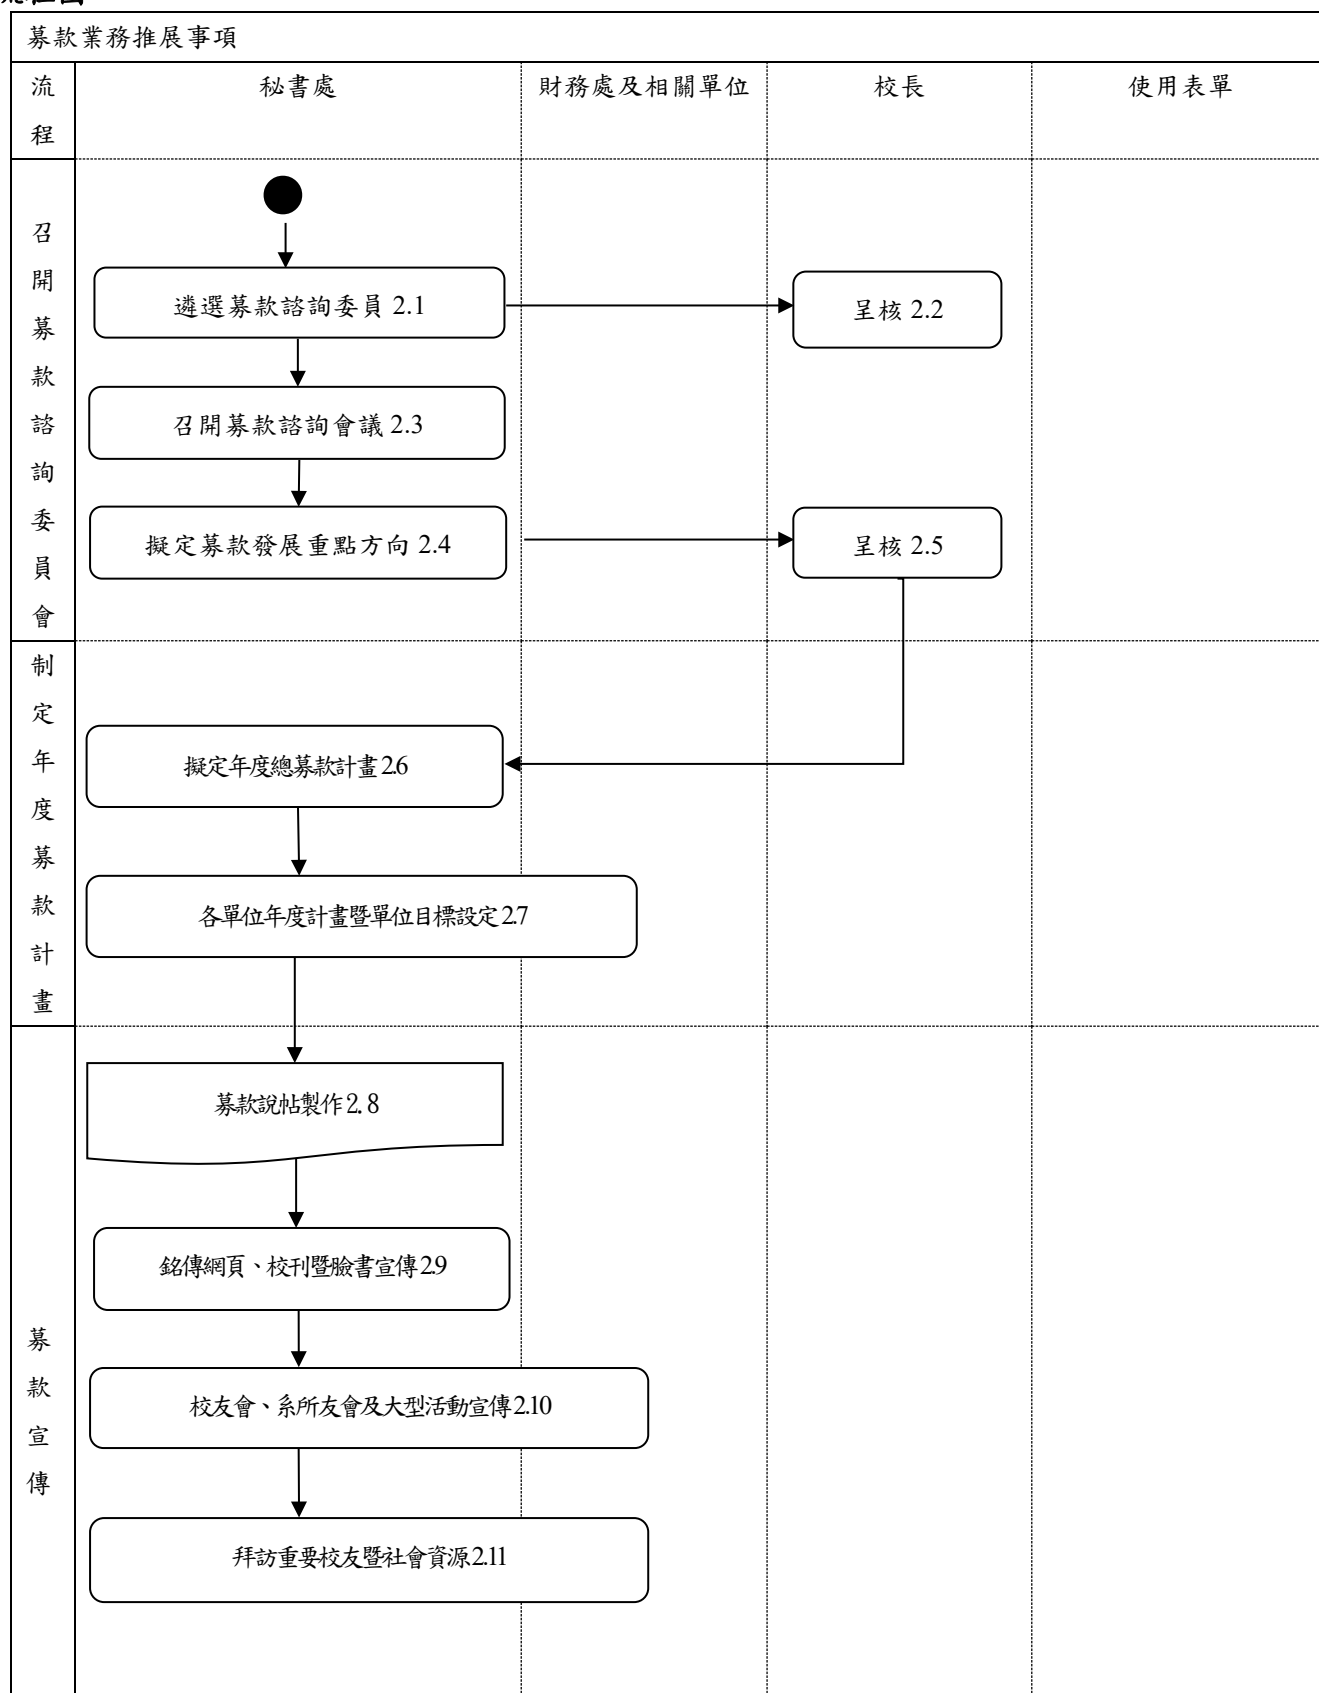 流程圖
募款業務推展事項
流程
秘書處
財務處及相關單位
校長
使用表單
召開募款諮詢委員會
遴選募款諮詢委員 2.1
呈核 2.2
召開募款諮詢會議 2.3
擬定募款發展重點方向 2.4
呈核 2.5
制定年度募款計畫
擬定年度總募款計畫 2.6
各單位年度計畫暨單位目標設定 2.7
募款宣傳
募款說帖製作 2.8
銘傳網頁、校刊暨臉書宣傳 2.9
校友會、系所友會及大型活動宣傳 2.10
拜訪重要校友暨社會資源 2.11